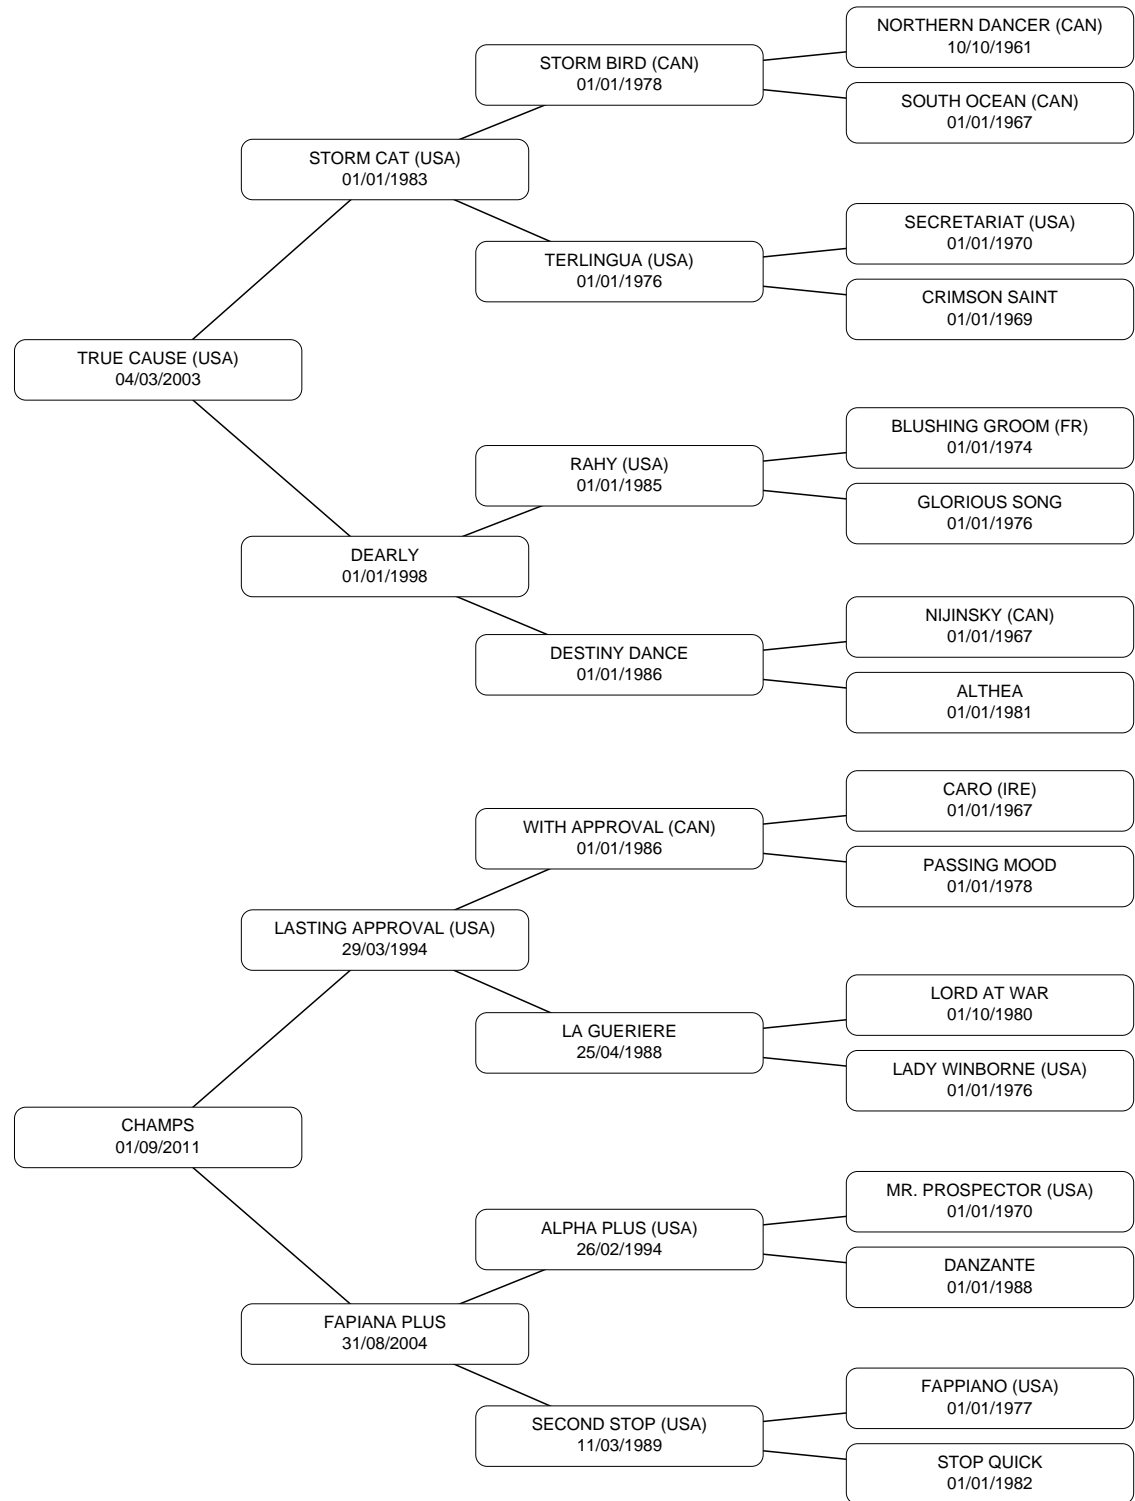 NORTHERN DANCER (CAN)
10/10/1961
STORM BIRD (CAN)
01/01/1978
SOUTH OCEAN (CAN)
01/01/1967
STORM CAT (USA)
01/01/1983
SECRETARIAT (USA)
01/01/1970
TERLINGUA (USA)
01/01/1976
CRIMSON SAINT
01/01/1969
TRUE CAUSE (USA)
04/03/2003
BLUSHING GROOM (FR)
01/01/1974
RAHY (USA)
01/01/1985
GLORIOUS SONG
01/01/1976
DEARLY
01/01/1998
NIJINSKY (CAN)
01/01/1967
DESTINY DANCE
01/01/1986
ALTHEA
01/01/1981
CARO (IRE)
01/01/1967
WITH APPROVAL (CAN)
01/01/1986
PASSING MOOD
01/01/1978
LASTING APPROVAL (USA)
29/03/1994
LORD AT WAR
01/10/1980
LA GUERIERE
25/04/1988
LADY WINBORNE (USA)
01/01/1976
CHAMPS
01/09/2011
MR. PROSPECTOR (USA)
01/01/1970
ALPHA PLUS (USA)
26/02/1994
DANZANTE
01/01/1988
FAPIANA PLUS
31/08/2004
FAPPIANO (USA)
01/01/1977
SECOND STOP (USA)
11/03/1989
STOP QUICK
01/01/1982